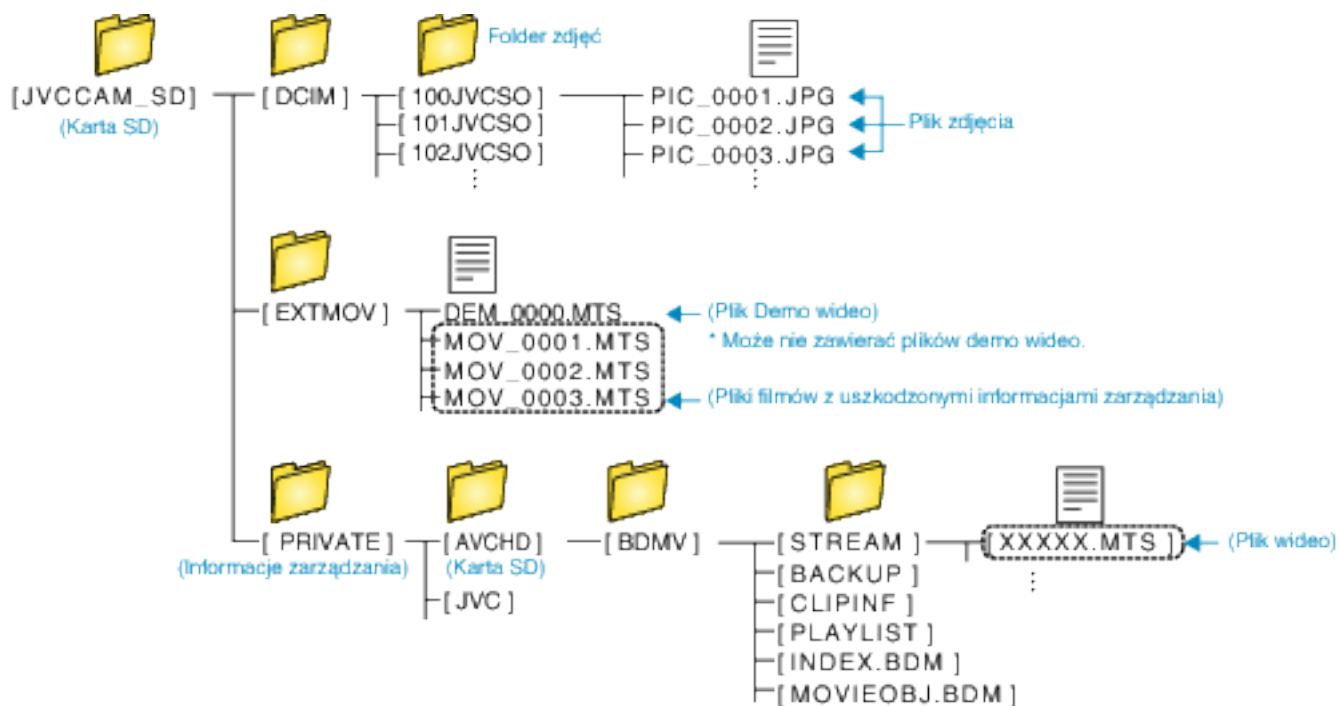 Folder zdjęć
[JVCCAM_SD] [DCIM] [100JVCSO] PIC_0001.JPG
(Karta SD) [101JVCSO] PIC_0002.JPG Plik zdjęcia
[102JVCSO] PIC_0003.JPG
[EXTMOV] DEM_0000.MTS (Plik Demo wideo)
MOV_0001.MTS * Może nie zawierać plików demo wideo.
MOV_0002.MTS
MOV_0003.MTS (Pliki filmów z uszkodzonymi informacjami zarządzania)
[PRIVATE] [AVCHD] [BDMV] [STREAM] [XXXXX.MTS] (Plik wideo)
(Informacje zarządzania) (Karta SD) [BACKUP]
[JVC] [CLIPINF]
[PLAYLIST]
[INDEX.BDM]
[MOVIEOBJ.BDM]